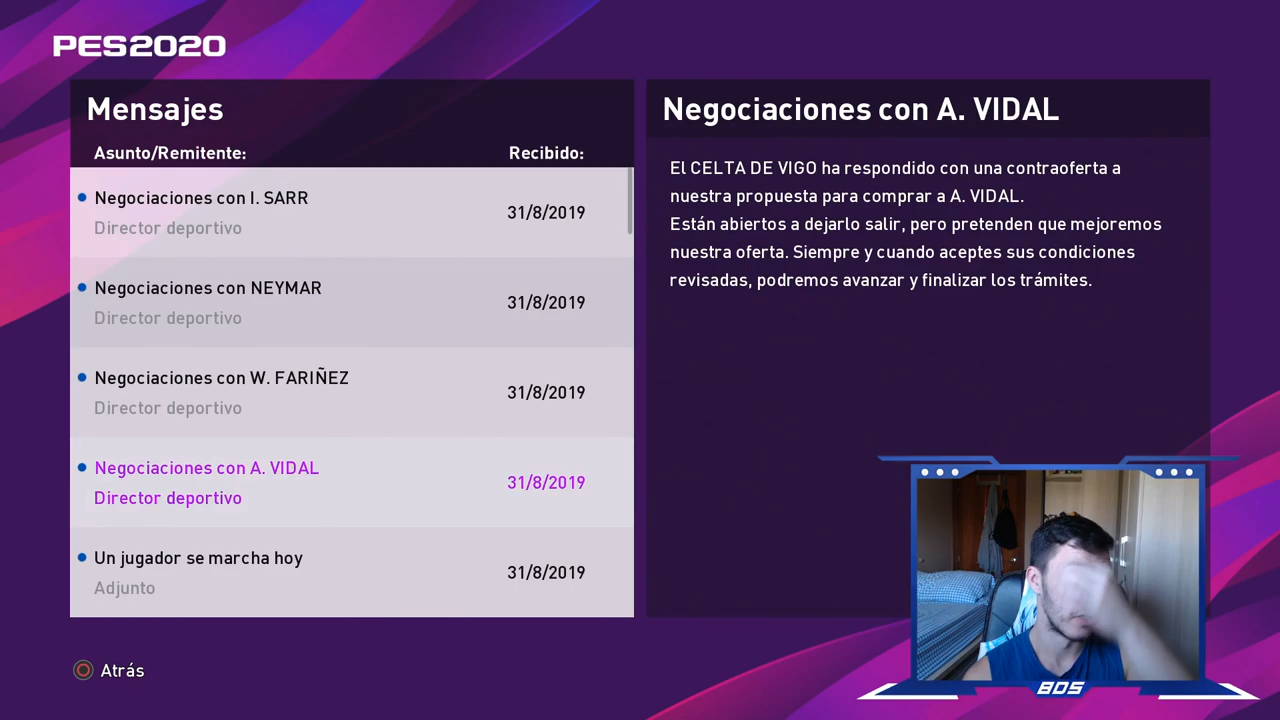 PES2020
Mensajes
Asunto/Remitente:
Recibido:
Negociaciones con I. SARR
Director deportivo
31/8/2019
Negociaciones con NEYMAR
Director deportivo
31/8/2019
Negociaciones con W. FARIÑEZ
Director deportivo
31/8/2019
Negociaciones con A. VIDAL
Director deportivo
31/8/2019
Un jugador se marcha hoy
Adjunto
31/8/2019
Negociaciones con A. VIDAL
El CELTA DE VIGO ha respondido con una contraoferta a
nuestra propuesta para comprar a A. VIDAL.
Están abiertos a dejarlo salir, pero pretenden que mejoremos
nuestra oferta. Siempre y cuando aceptes sus condiciones
revisadas, podremos avanzar y finalizar los trámites.
Atrás
BDS